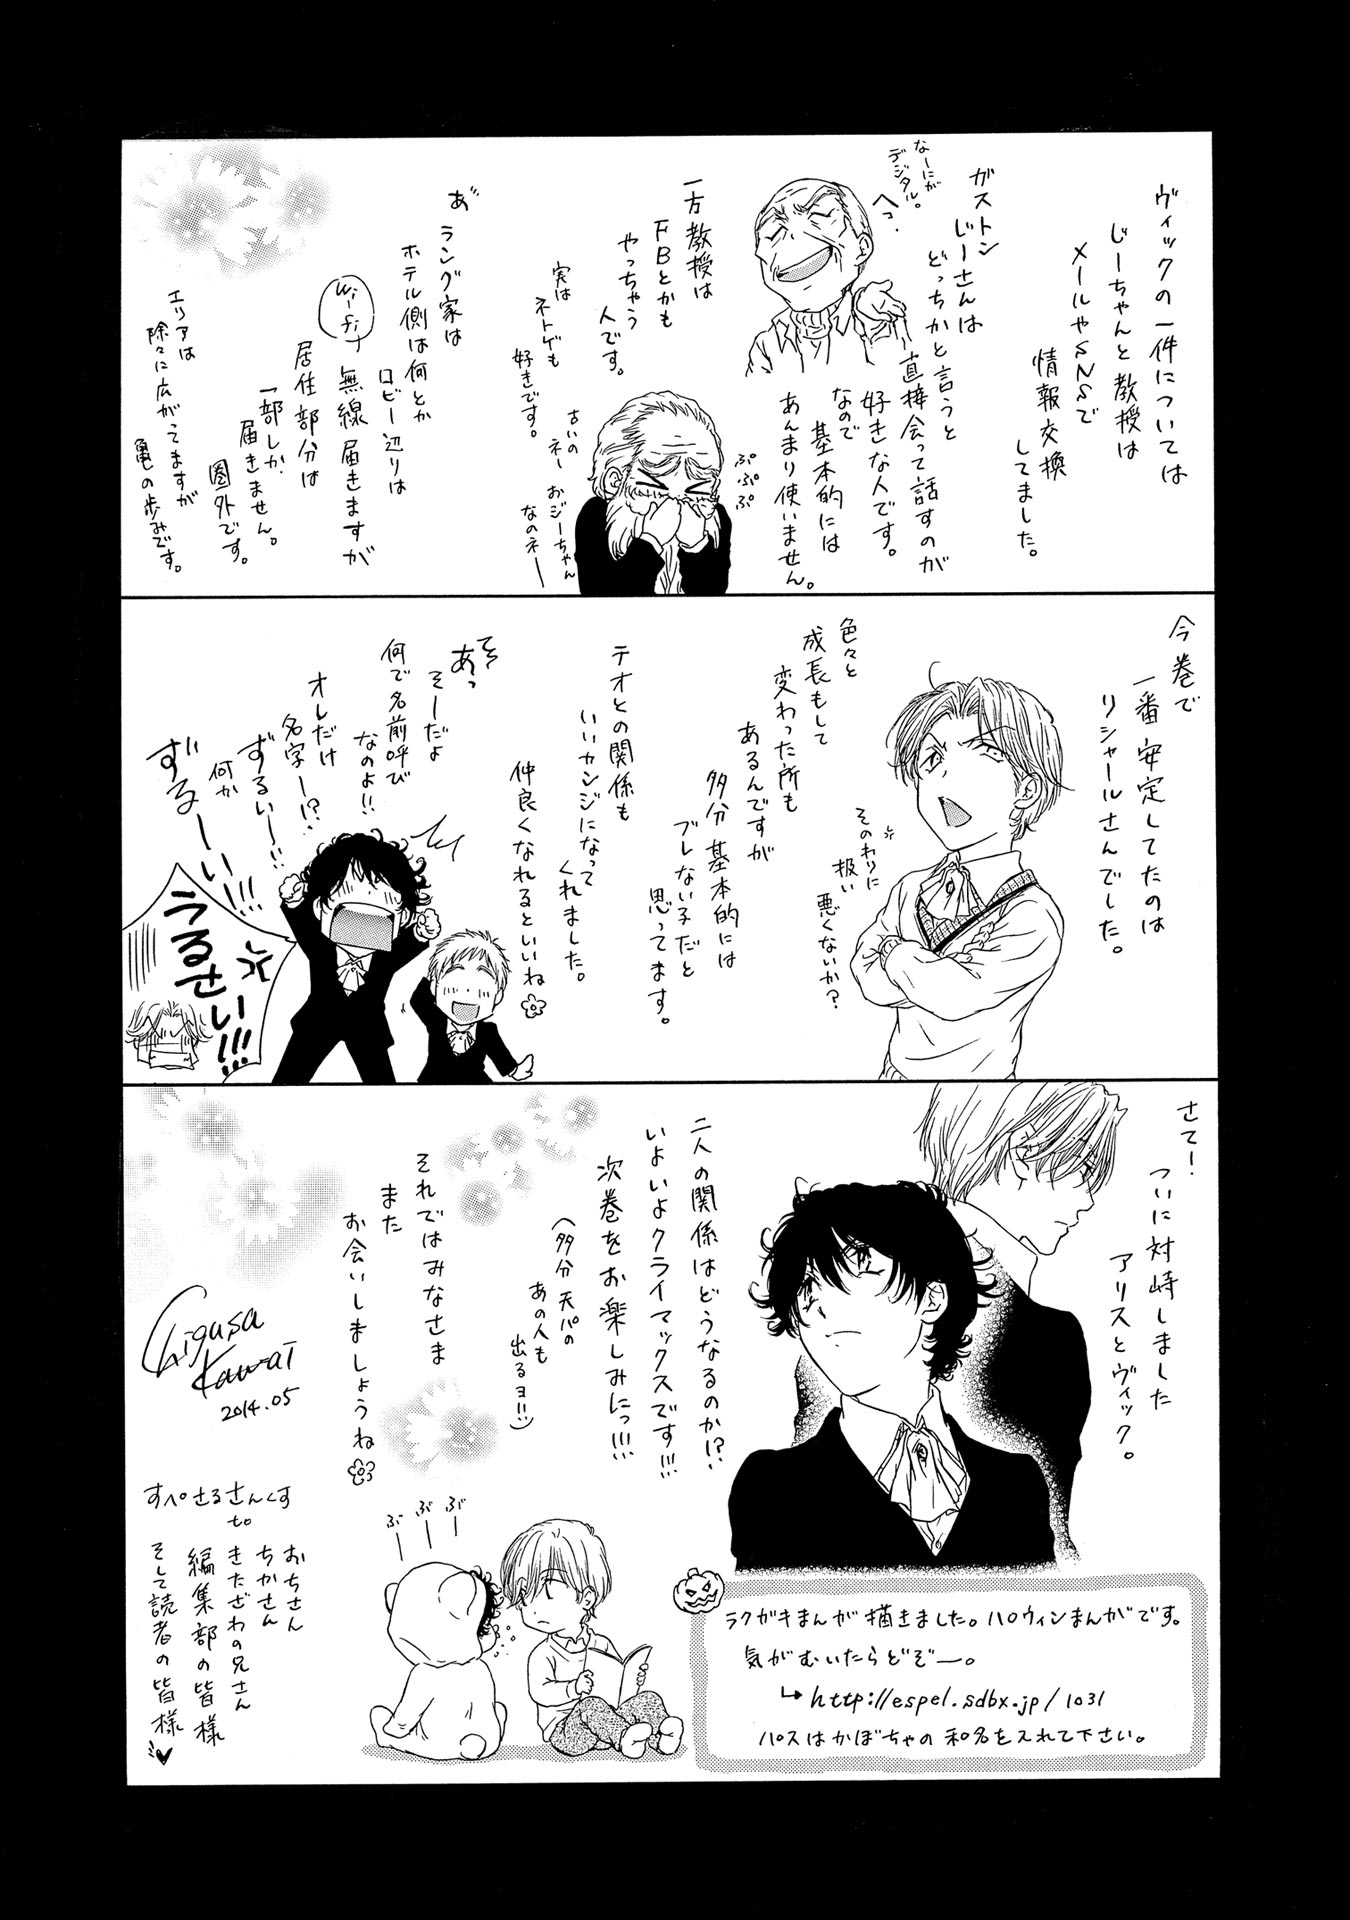 ヴィックの一件については
じーちゃんと教授は
メールやSNSで
情報交換
してました。
ガストン
じーさんは
どっちかと言うと
直接会って話すのが
好きな人です。
なので
基本的には
あんまり使いません。
なーにが
デジタル。
へっ
一方教授は
FBとかも
やっちゃう
人です。
実は
ネトゲも
好きです。
ぷ
ぷぷ
ぷ
古いの
ネー
おジーちゃん
なのネー
あ"
ラング家は
ホテル側は何とか
ロビー辺りは
Wi-Fi
無線届きますが
居住部分は
一部しか
届きません。
圏外です。
エリアは
除々に広がってますが
亀の歩みです。
今巻で
一番安定してたのは
リシャールさんでした。
そのわりに
扱い
悪くないか?
色々と
成長もして
変わった所も
あるんですが
多分基本的には
ブレない子だと
思ってます。
テオとの関係も
いいカンジになって
くれました。
仲良くなれるといいね
てゆ
あっ
そーだよ
何で名前呼び
なのよ!!
オレだけ
名字ー!?
ずるいー!!
何か
ずるーい!!!
うるさい!!!
さて!
ついに対峙しました
アリスとヴィック。
二人の関係はどうなるのか!?
いよいよクライマックスです!!!
次巻をお楽しみにっ!!!
(多分天パの
あの人も
出るヨ!!)
それではみなさま
また
お会いしましょうね
Chigusa
Kawai
2014.05
ぶー
ぶー
ぶー
すぺさるさんくす
to
おちさん
ちかさん
きたざわの兄さん
編集部の皆様
そして読者の皆様
ラクガキまんが描きました。ハロウィンまんがです。
気がむいたらどぞー。
↳http://espel.sdbx.jp/1031
パスはかぼちゃの和名を入れて下さい。